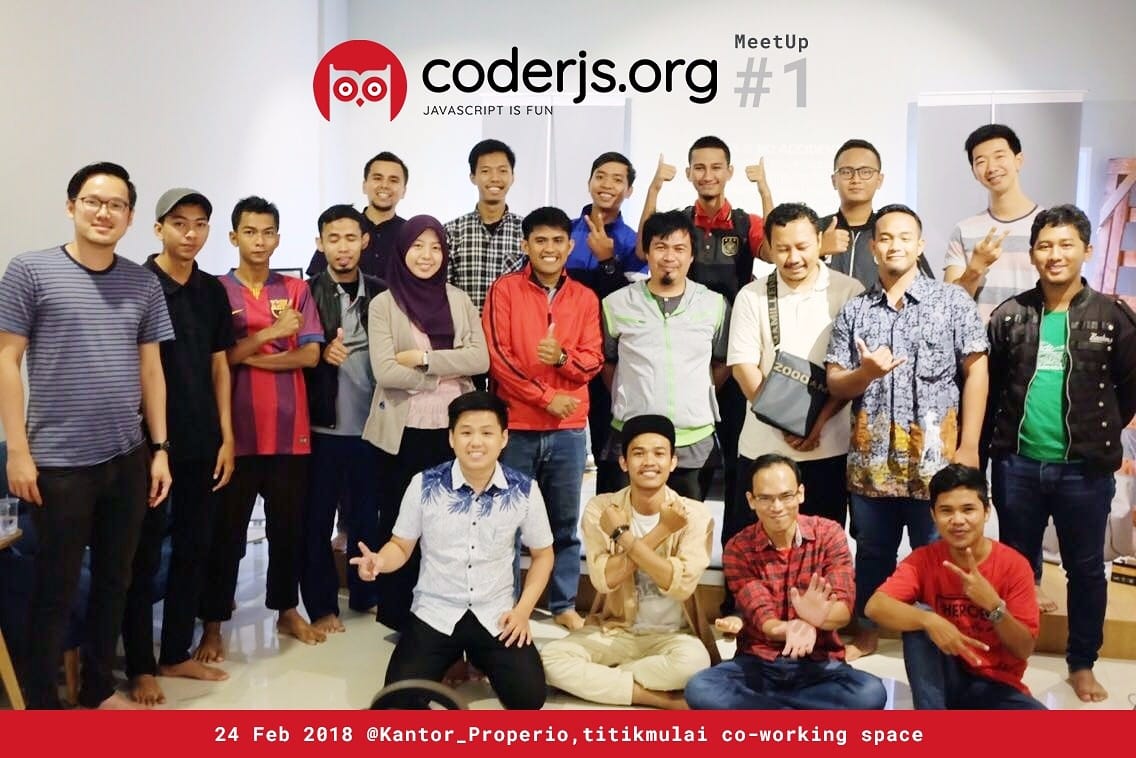 MeetUp
coderjs.org #1
JAVASCRIPT IS FUN
24 Feb 2018 @Kantor_Properio,titikmulai co-working space